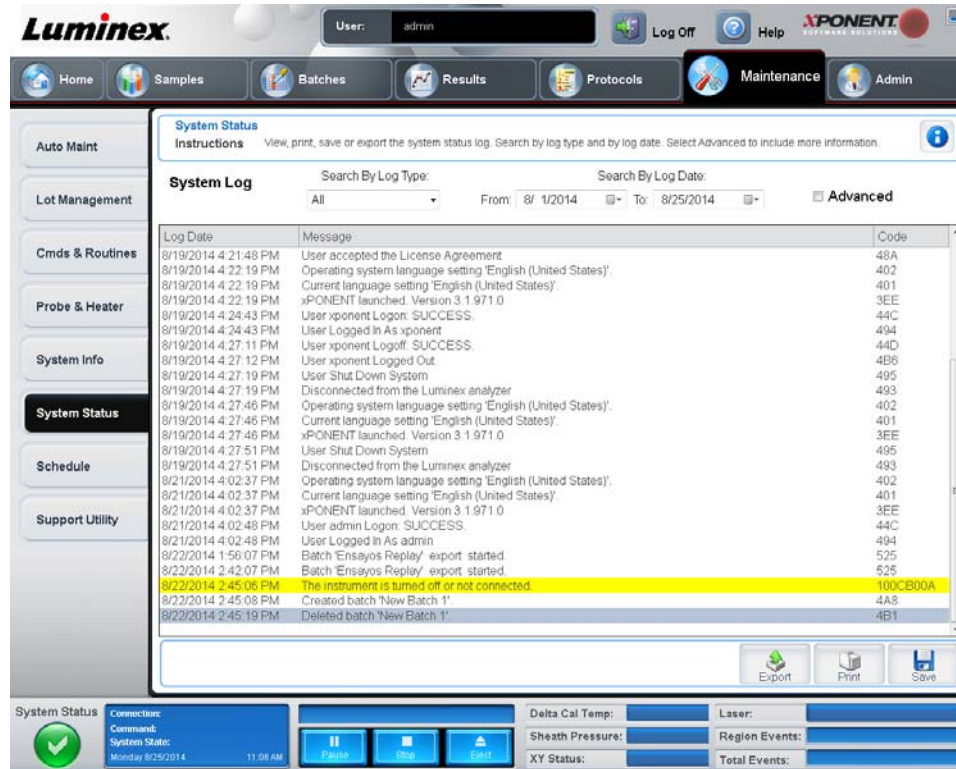 Luminex.
User: admin
Log Off
Help
XPONENT
SOFTWARE SOLUTIONS
Home
Samples
Batches
Results
Protocols
Maintenance
Admin
Auto Maint
Lot Management
Cmds & Routines
Probe & Heater
System Info
System Status
Schedule
Support Utility
System Status
Instructions View, print, save or export the system status log. Search by log type and by log date. Select Advanced to include more information.
System Log
Search By Log Type:
All
Search By Log Date:
From: 8/ 1/2014 To: 8/25/2014
Advanced
Log Date Message Code
8/19/2014 4:21:48 PM User accepted the License Agreement 48A
8/19/2014 4:22:19 PM Operating system language setting 'English (United States)'. 402
8/19/2014 4:22:19 PM Current language setting 'English (United States)'. 401
8/19/2014 4:22:19 PM xPONENT launched. Version 3.1.971.0 3EE
8/19/2014 4:24:43 PM User xponent Logon: SUCCESS. 44C
8/19/2014 4:24:43 PM User Logged In As xponent 494
8/19/2014 4:27:11 PM User xponent Logoff: SUCCESS. 44D
8/19/2014 4:27:12 PM User xponent Logged Out 4B6
8/19/2014 4:27:19 PM User Shut Down System 495
8/19/2014 4:27:19 PM Disconnected from the Luminex analyzer 493
8/19/2014 4:27:46 PM Operating system language setting 'English (United States)'. 402
8/19/2014 4:27:46 PM Current language setting 'English (United States)'. 401
8/19/2014 4:27:46 PM xPONENT launched. Version 3.1.971.0 3EE
8/19/2014 4:27:51 PM User Shut Down System 495
8/19/2014 4:27:51 PM Disconnected from the Luminex analyzer 493
8/21/2014 4:02:37 PM Operating system language setting 'English (United States)'. 402
8/21/2014 4:02:37 PM Current language setting 'English (United States)'. 401
8/21/2014 4:02:37 PM xPONENT launched. Version 3.1.971.0 3EE
8/21/2014 4:02:48 PM User admin Logon: SUCCESS. 44C
8/21/2014 4:02:48 PM User Logged In As admin 494
8/22/2014 1:56:07 PM Batch 'Ensayos Replay' export started. 525
8/22/2014 2:42:07 PM Batch 'Ensayos Replay' export started. 525
8/22/2014 2:45:06 PM The instrument is turned off or not connected. 100CB00A
8/22/2014 2:45:08 PM Created batch 'New Batch 1'. 4A8
8/22/2014 2:45:19 PM Deleted batch 'New Batch 1'. 4B1
Export
Print
Save
System Status
Connection:
Command:
System State:
Monday 8/25/2014 11:08 AM
Pause
Stop
Eject
Delta Cal Temp:
Sheath Pressure:
XY Status:
Laser:
Region Events:
Total Events: